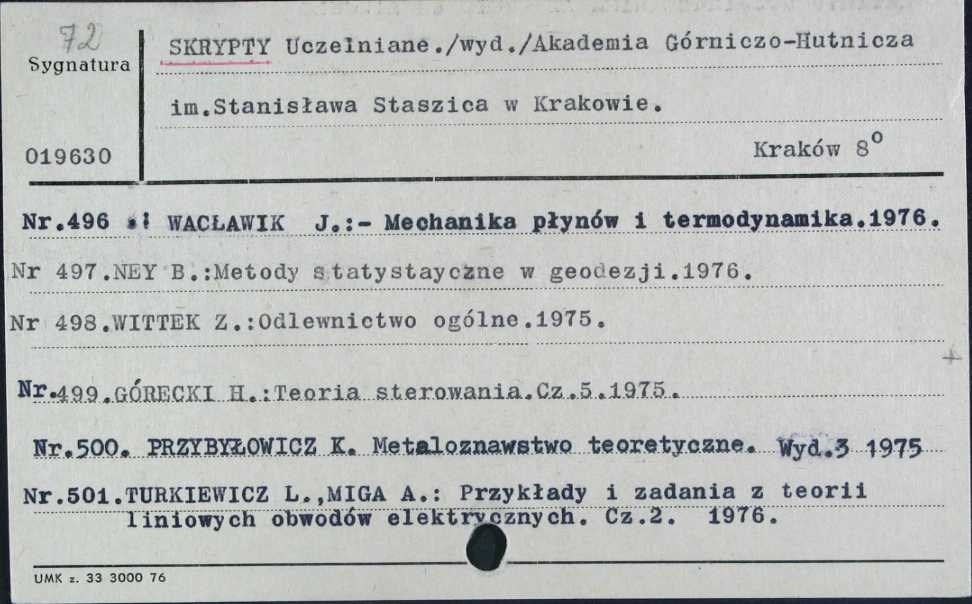 72
Sygnatura
SKRYPTY Uczelniane./wyd./Akademia Górniczo-Hutnicza
im.Stanisława Staszica w Krakowie.
019630
Kraków 8°
Nr.496 : WACŁAWIK J.:- Mechanika płynów i termodynamika.1976.
Nr 497.NEY B.:Metody statystayczne w geodezji.1976.
Nr 498.WITTEK Z.:Odlewnictwo ogólne.1975.
Nr.499.GÓRECKI H.:Teoria sterowania.Cz.5.1975.
Nr.500. PRZYBYŁOWICZ K. Metaloznawstwo teoretyczne. Wyd.3 1975
Nr.501.TURKIEWICZ L.,MIGA A.: Przykłady i zadania z teorii
liniowych obwodów elektrycznych. Cz.2. 1976.
UMK z. 33 3000 76